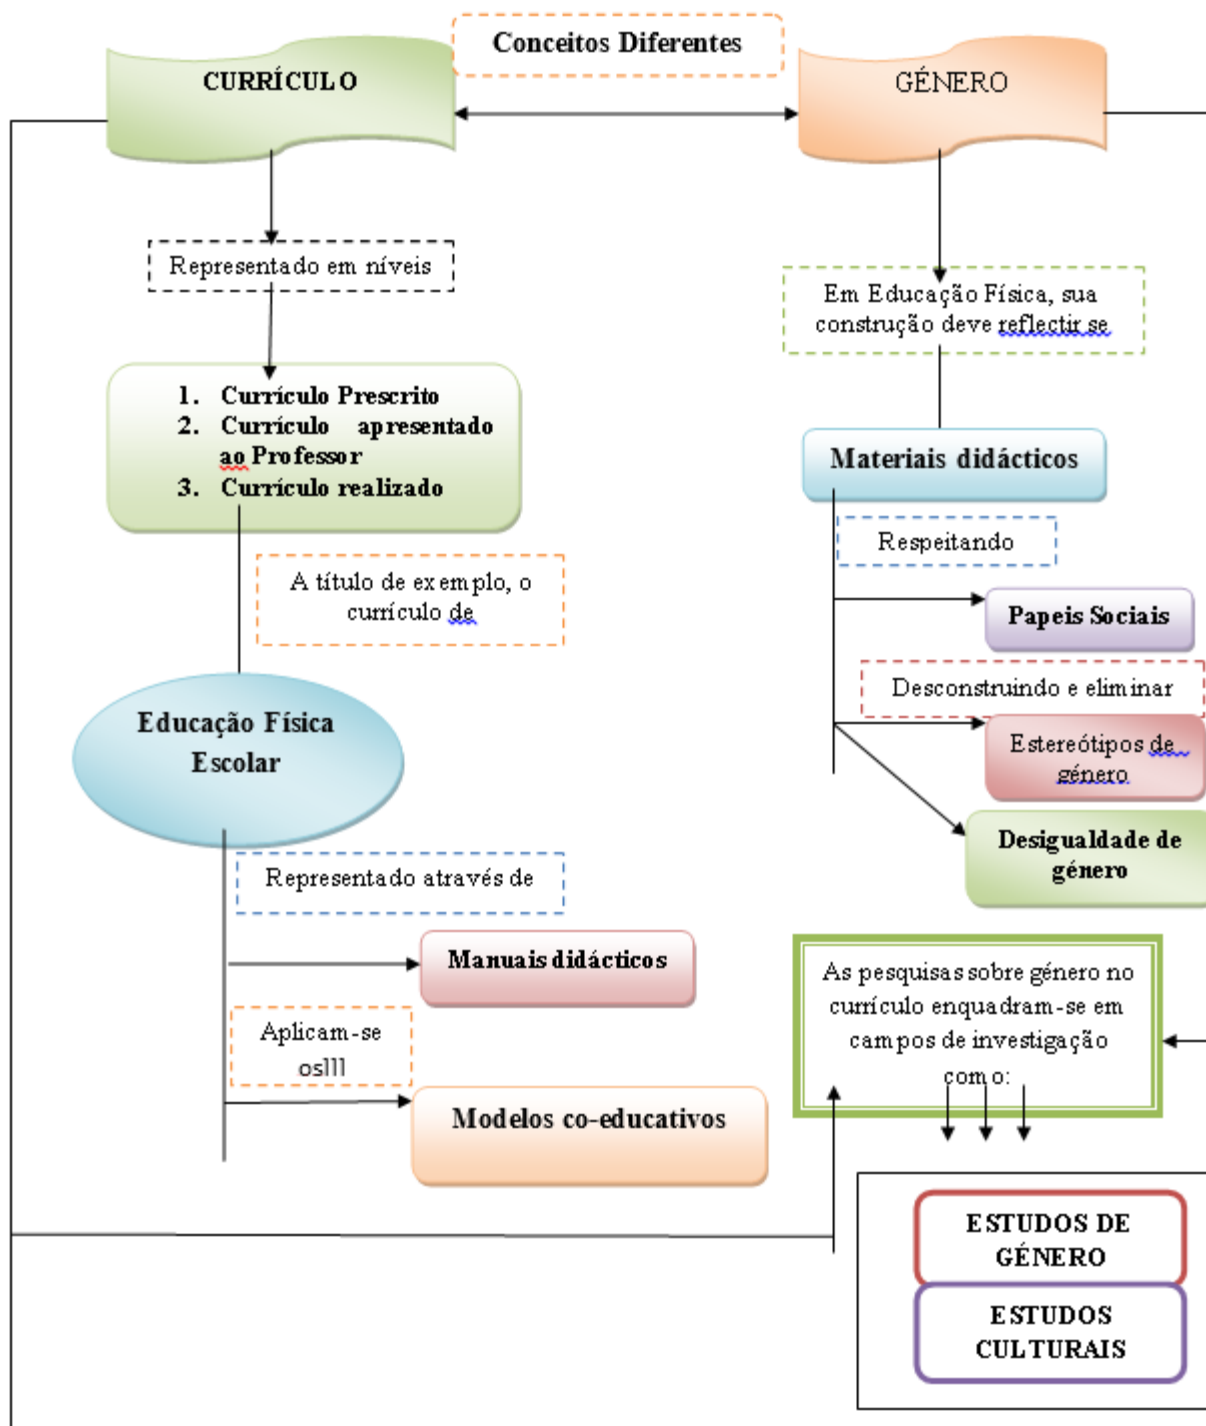 Conceitos Diferentes
CURRÍCULO
GÉNERO
Representado em níveis
1. Currículo Prescrito
2. Currículo apresentado
ao Professor
3. Currículo realizado
A título de exemplo, o
currículo de
Educação Física
Escolar
Representado através de
Manuais didácticos
Aplicam-se
oslll
Modelos co-educativos
Em Educação Física, sua
construção deve reflectir se
Materiais didácticos
Respeitando
Papeis Sociais
Desconstruindo e eliminar
Estereótipos de
género
Desigualdade de
género
As pesquisas sobre género no
currículo enquadram-se em
campos de investigação
como:
ESTUDOS DE
GÉNERO
ESTUDOS
CULTURAIS